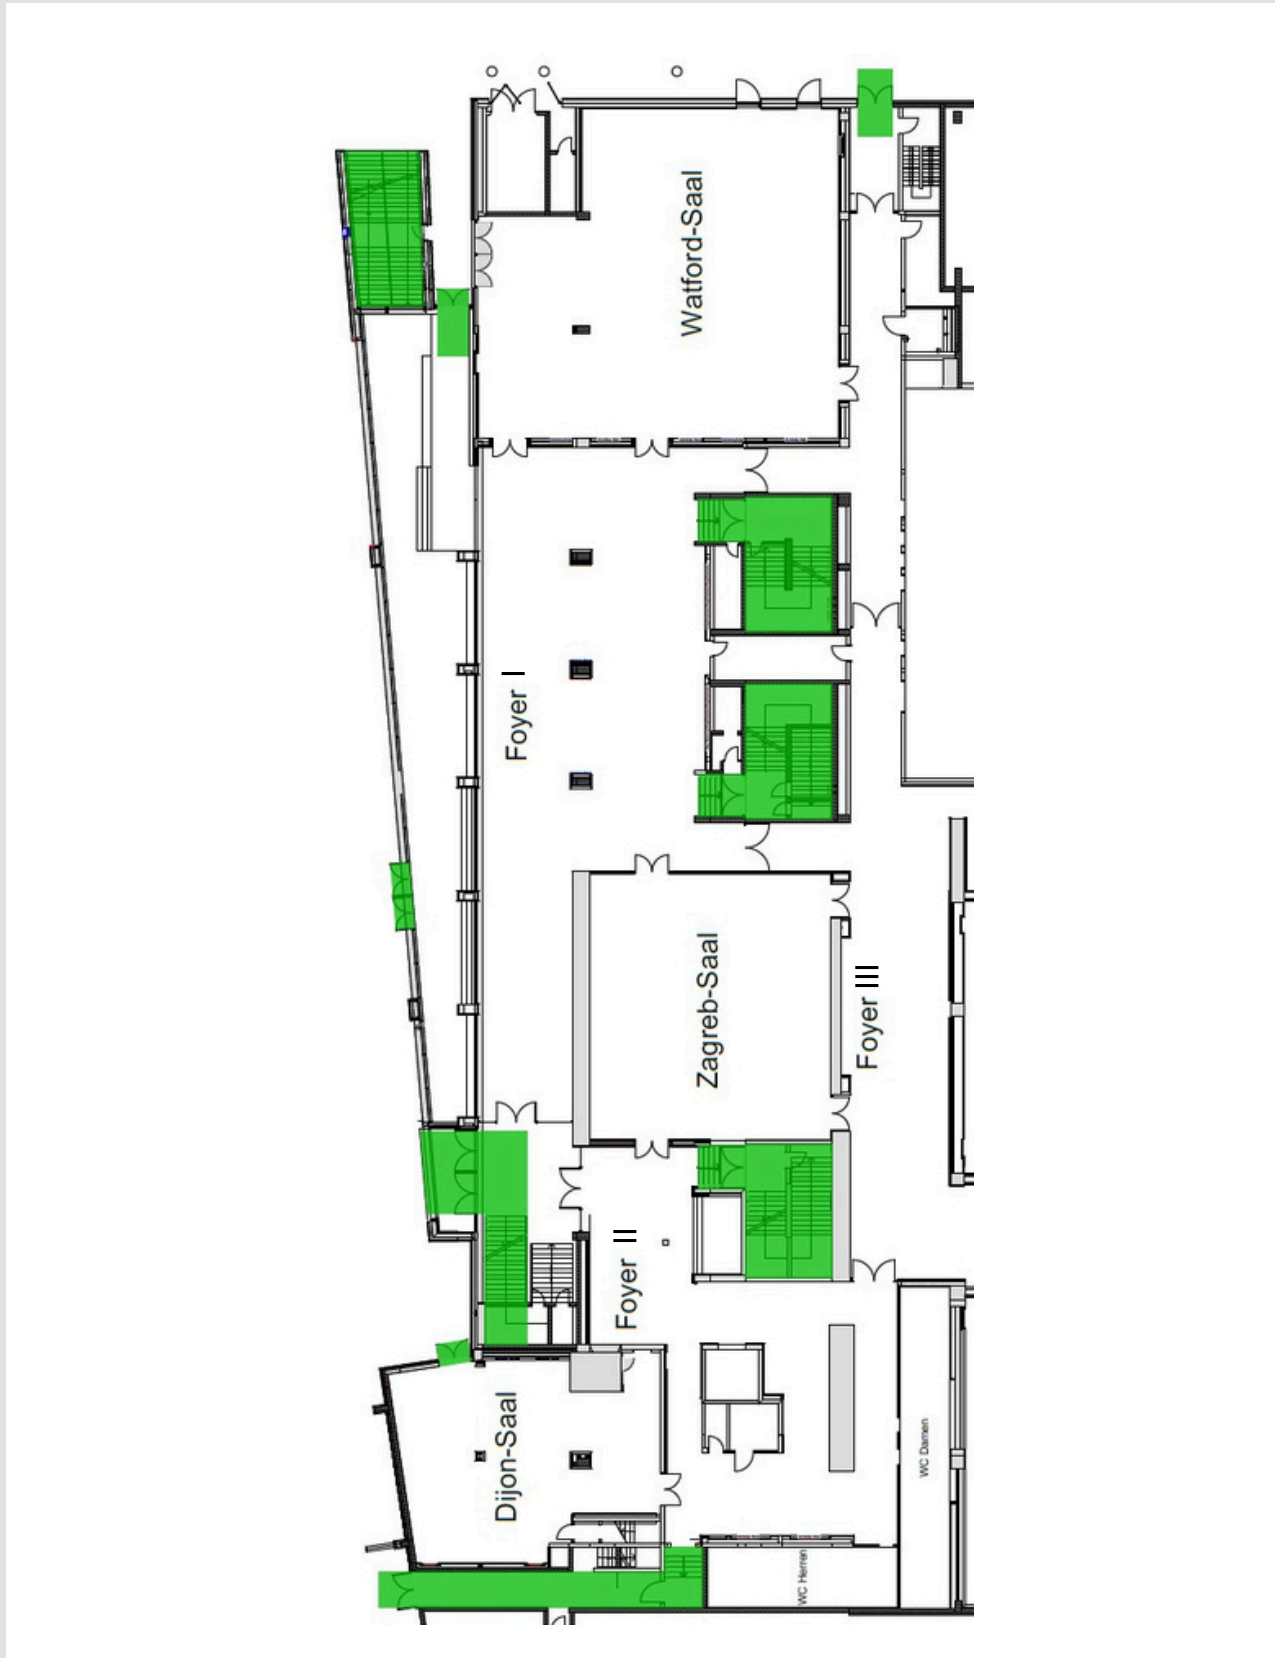 Watford-Saal
Foyer I
Zagreb-Saal
Foyer III
Foyer II
Dijon-Saal
WC Damen
WC Herren